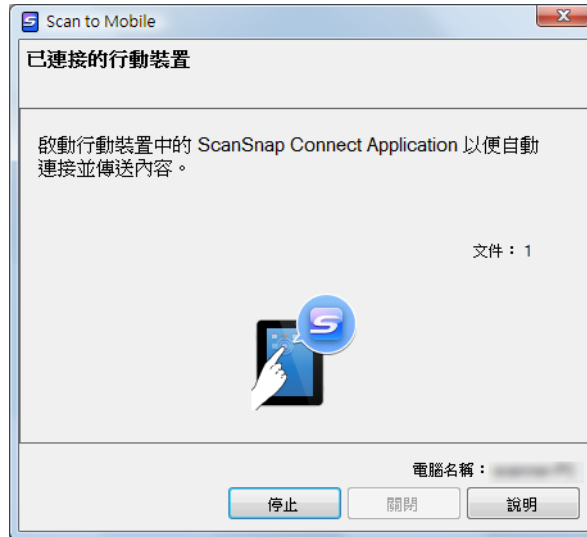 Scan to Mobile
已連接的行動裝置
啟動行動裝置中的 ScanSnap Connect Application 以便自動
連接並傳送內容。
文件：1
電腦名稱：
停止
關閉
說明